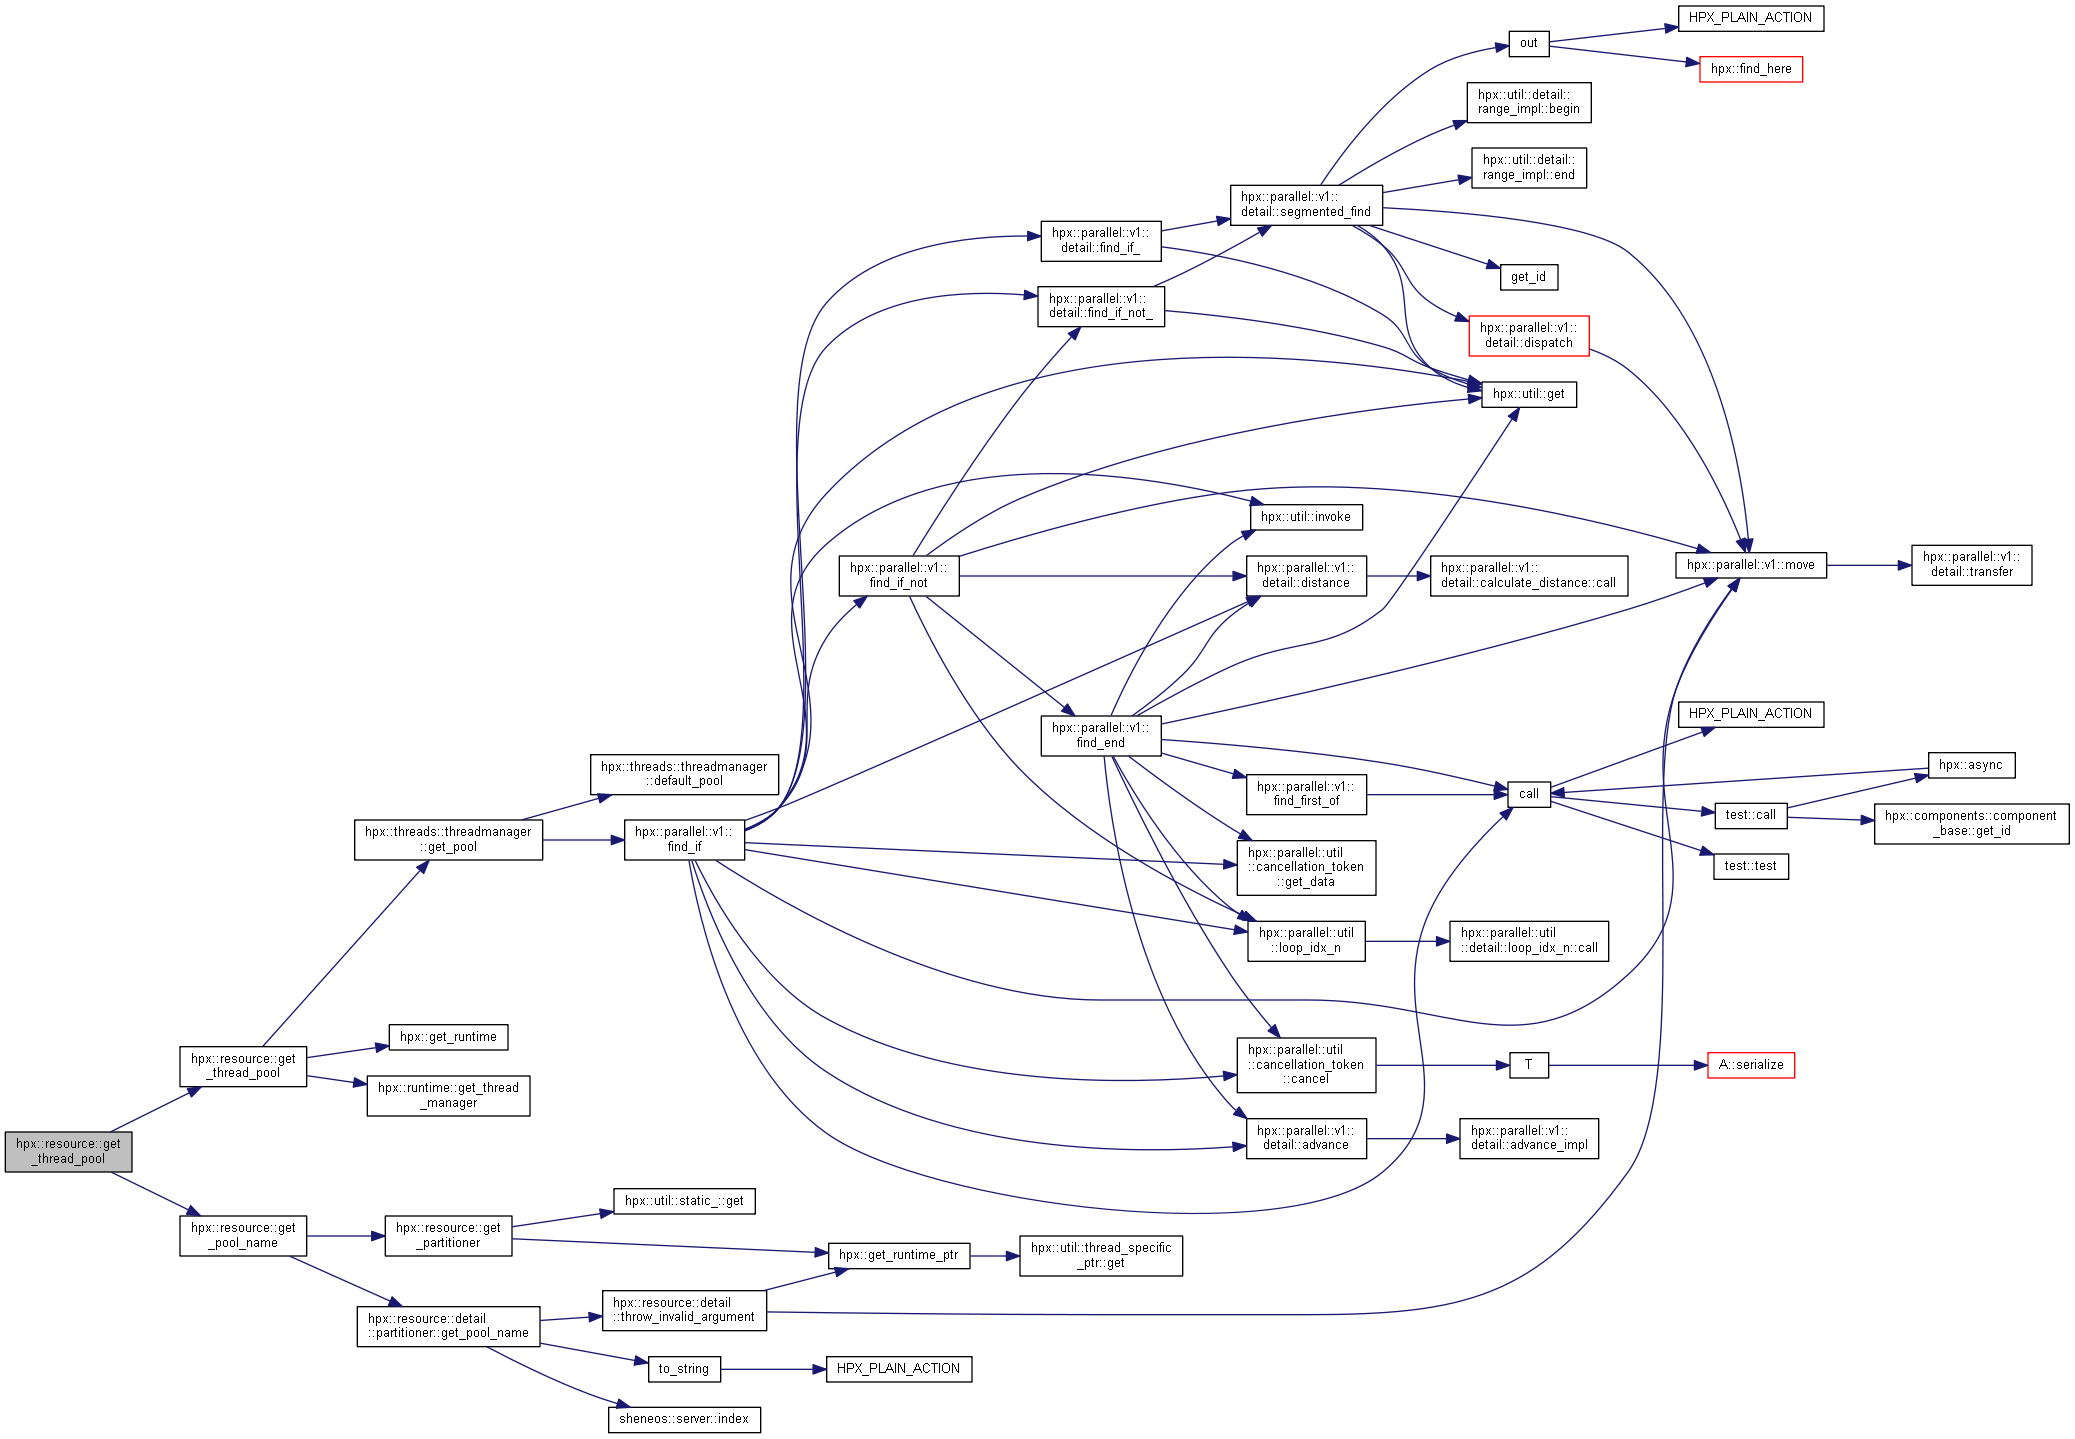 HPX_PLAIN_ACTION
out
hpx::find_here
hpx::util::detail::
range_impl::begin
hpx::util::detail::
range_impl::end
hpx::parallel::v1::
detail::segmented_find
hpx::parallel::v1::
detail::find_if_
get_id
hpx::parallel::v1::
detail::find_if_not_
hpx::parallel::v1::
detail::dispatch
hpx::util::get
hpx::util::invoke
hpx::parallel::v1::
find_if_not
hpx::parallel::v1::
detail::distance
hpx::parallel::v1::
detail::calculate_distance::call
hpx::parallel::v1::move
hpx::parallel::v1::
detail::transfer
hpx::parallel::v1::
find_end
HPX_PLAIN_ACTION
hpx::threads::threadmanager
::default_pool
hpx::parallel::v1::
find_first_of
call
hpx::async
test::call
hpx::components::component
_base::get_id
hpx::threads::threadmanager
::get_pool
hpx::parallel::v1::
find_if
hpx::parallel::util
::cancellation_token
::get_data
test::test
hpx::parallel::util
::loop_idx_n
hpx::parallel::util
::detail::loop_idx_n::call
hpx::get_runtime
hpx::resource::get
_thread_pool
hpx::runtime::get_thread
_manager
hpx::parallel::util
::cancellation_token
::cancel
T
A::serialize
hpx::resource::get
_thread_pool
hpx::parallel::v1::
detail::advance
hpx::parallel::v1::
detail::advance_impl
hpx::util::static_::get
hpx::resource::get
_pool_name
hpx::resource::get
_partitioner
hpx::get_runtime_ptr
hpx::util::thread_specific
_ptr::get
hpx::resource::detail
::partitioner::get_pool_name
hpx::resource::detail
::throw_invalid_argument
to_string
HPX_PLAIN_ACTION
sheneos::server::index